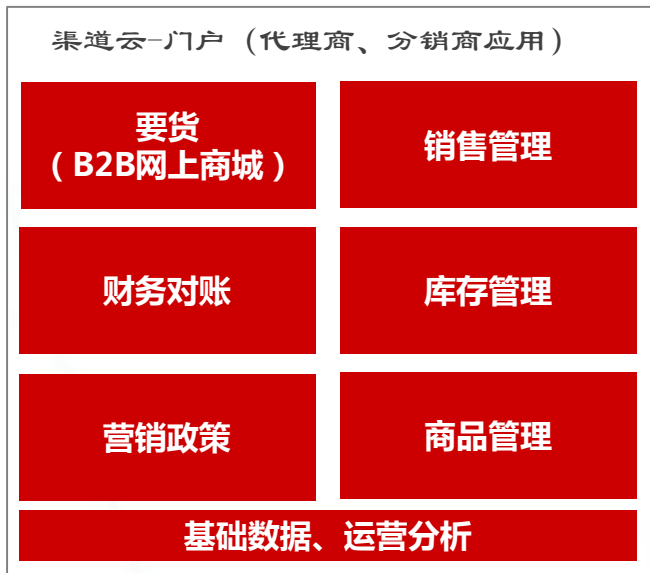 渠道云-门户（代理商、分销商应用）
要货
（B2B网上商城）
销售管理
财务对账
库存管理
营销政策
商品管理
基础数据、运营分析